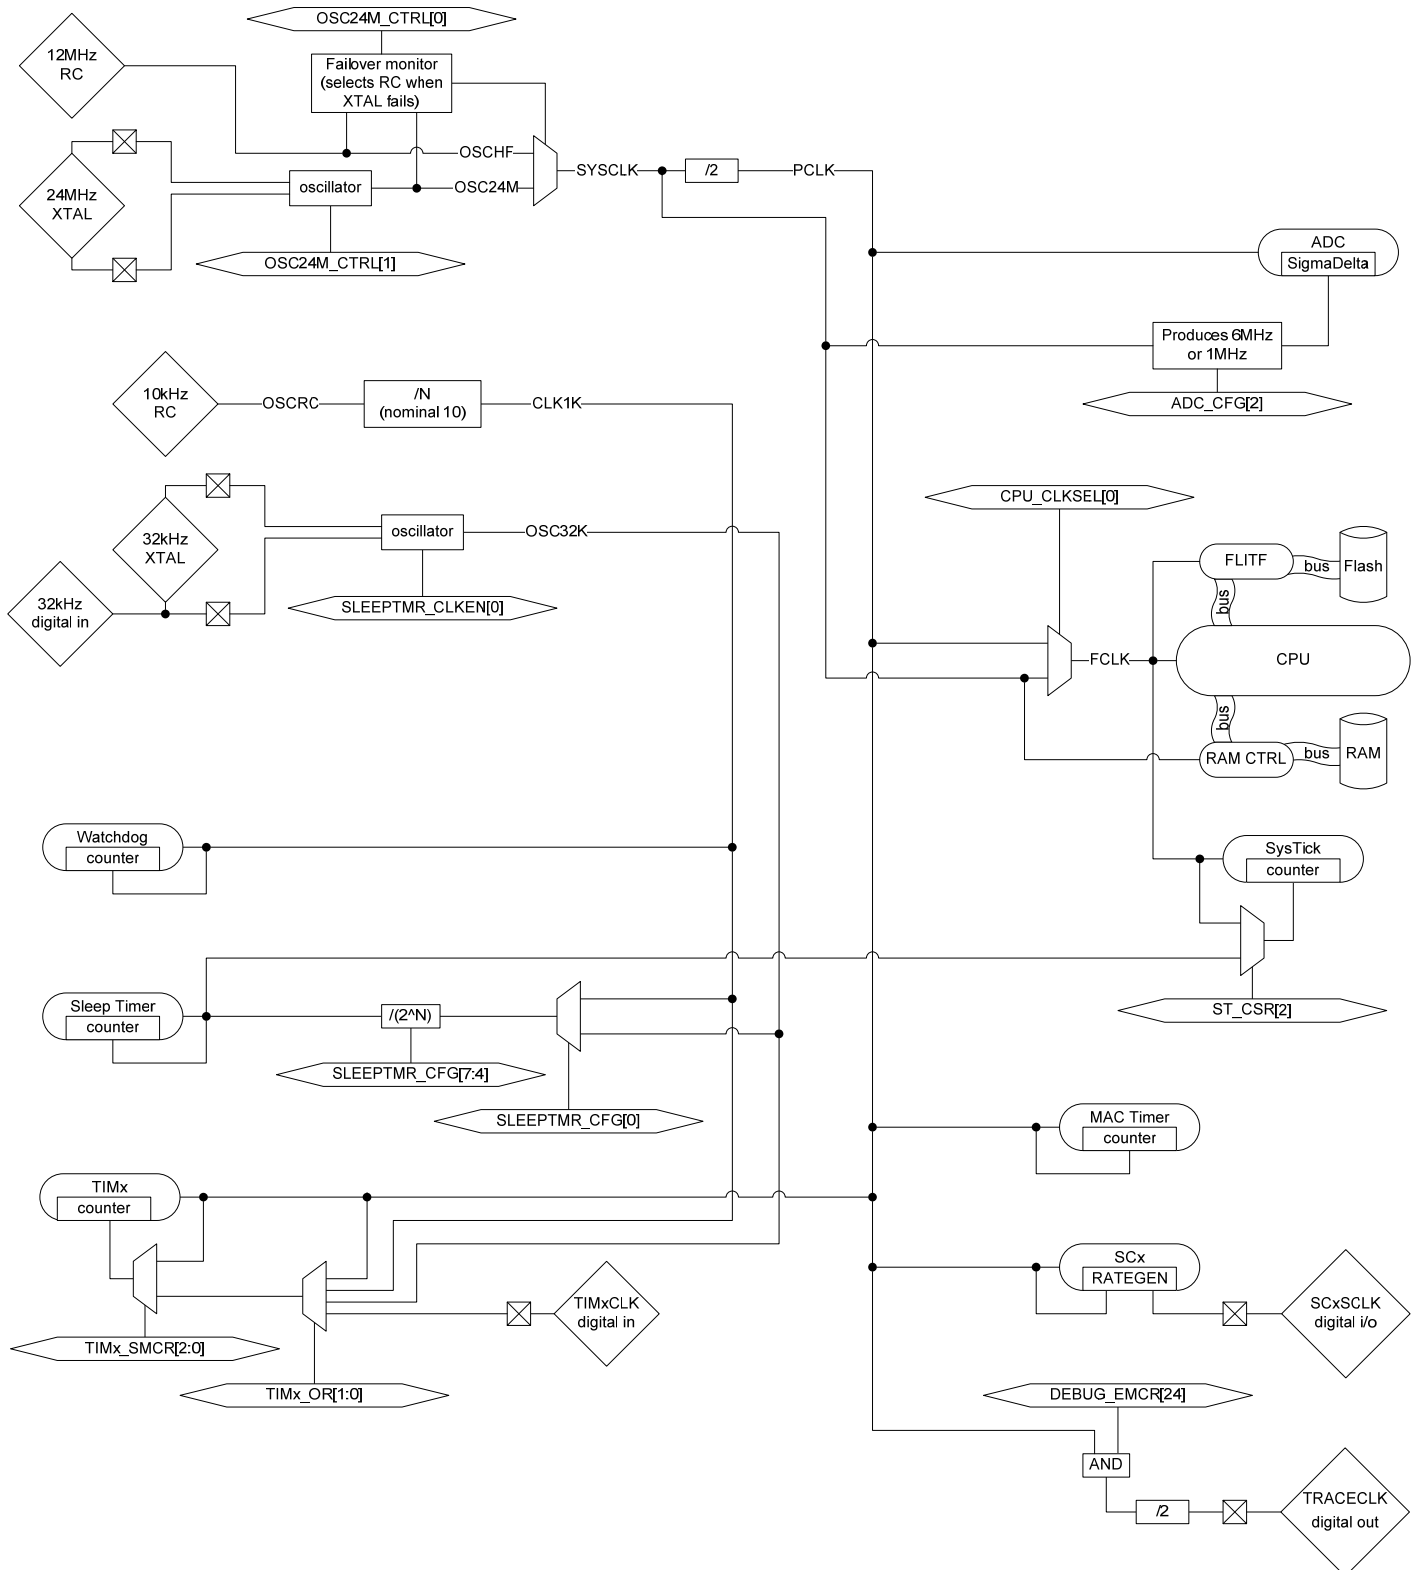 OSC24M_CTRL[0]
12MHz
RC
Failover monitor
(selects RC when
XTAL fails)
OSCHF
SYSCLK
/2
PCLK
24MHz
XTAL
oscillator
OSC24M
OSC24M_CTRL[1]
ADC
SigmaDelta
Produces 6MHz
or 1MHz
ADC_CFG[2]
10kHz
RC
OSCRC
/N
(nominal 10)
CLK1K
CPU_CLKSEL[0]
32kHz
XTAL
oscillator
OSC32K
32kHz
digital in
SLEEPTMR_CLKEN[0]
FLITF
bus
Flash
bus
FCLK
CPU
bus
RAM CTRL
bus
RAM
Watchdog
counter
SysTick
counter
Sleep Timer
counter
/(2^N)
ST_CSR[2]
SLEEPTMR_CFG[7:4]
SLEEPTMR_CFG[0]
MAC Timer
counter
TIMx
counter
SCx
RATEGEN
TIMxCLK
digital in
SCxSCLK
digital i/o
TIMx_SMCR[2:0]
TIMx_OR[1:0]
DEBUG_EMCR[24]
AND
/2
TRACECLK
digital out